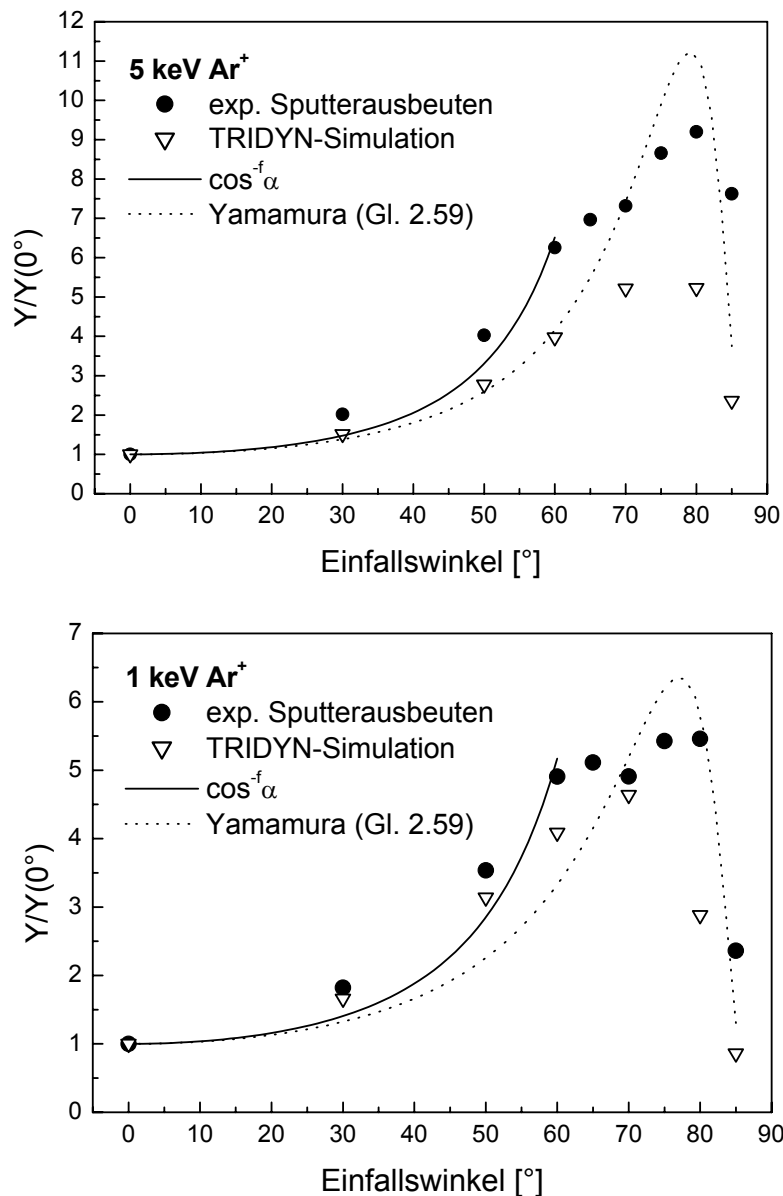 12
11
10
9
8
7
6
5
4
3
2
1
0
Y/Y(0°)
5 keV Ar⁺
exp. Sputterausbeuten
TRIDYN-Simulation
cos⁻ᶠα
Yamamura (Gl. 2.59)
0 10 20 30 40 50 60 70 80 90
Einfallswinkel [°]
7
6
5
4
3
2
1
0
Y/Y(0°)
1 keV Ar⁺
exp. Sputterausbeuten
TRIDYN-Simulation
cos⁻ᶠα
Yamamura (Gl. 2.59)
0 10 20 30 40 50 60 70 80 90
Einfallswinkel [°]